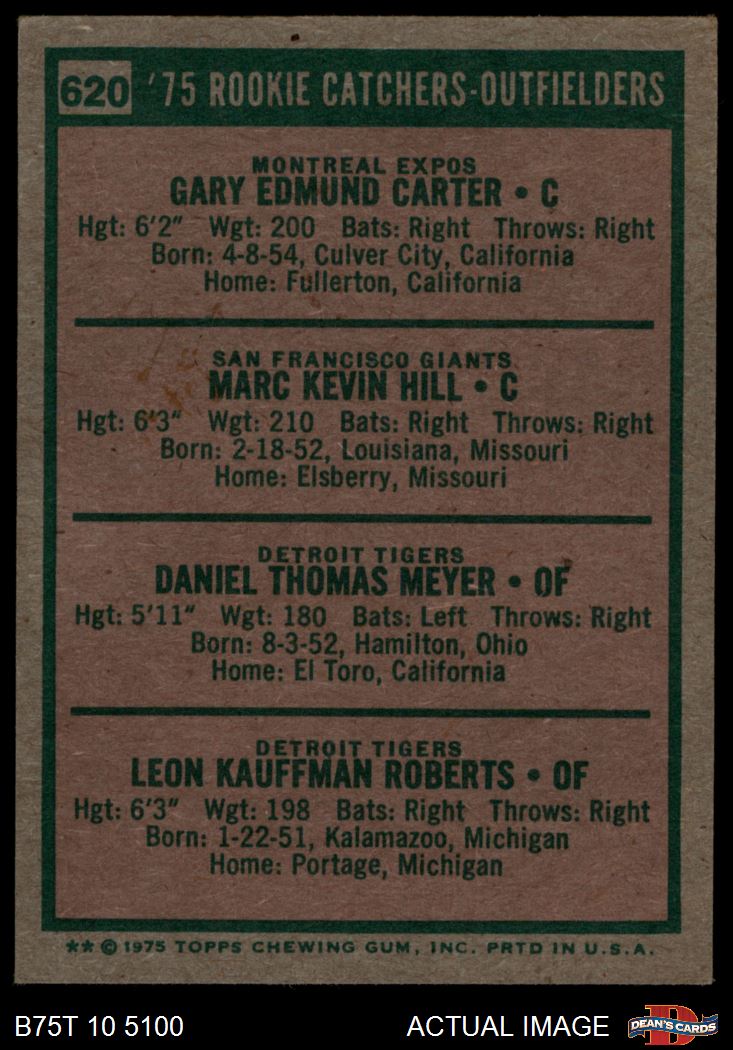 620 '75 ROOKIE CATCHERS-OUTFIELDERS
MONTREAL EXPOS
GARY EDMUND CARTER • C
Hgt: 6'2" Wgt: 200 Bats: Right Throws: Right
Born: 4-8-54, Culver City, California
Home: Fullerton, California
SAN FRANCISCO GIANTS
MARC KEVIN HILL • C
Hgt: 6'3" Wgt: 210 Bats: Right Throws: Right
Born: 2-18-52, Louisiana, Missouri
Home: Elsberry, Missouri
DETROIT TIGERS
DANIEL THOMAS MEYER • OF
Hgt: 5'11" Wgt: 180 Bats: Left Throws: Right
Born: 8-3-52, Hamilton, Ohio
Home: El Toro, California
DETROIT TIGERS
LEON KAUFFMAN ROBERTS • OF
Hgt: 6'3" Wgt: 198 Bats: Right Throws: Right
Born: 1-22-51, Kalamazoo, Michigan
Home: Portage, Michigan
** © 1975 TOPPS CHEWING GUM, INC. PRTD IN U.S.A.
B75T 10 5100 ACTUAL IMAGE D DEAN'S CARDS